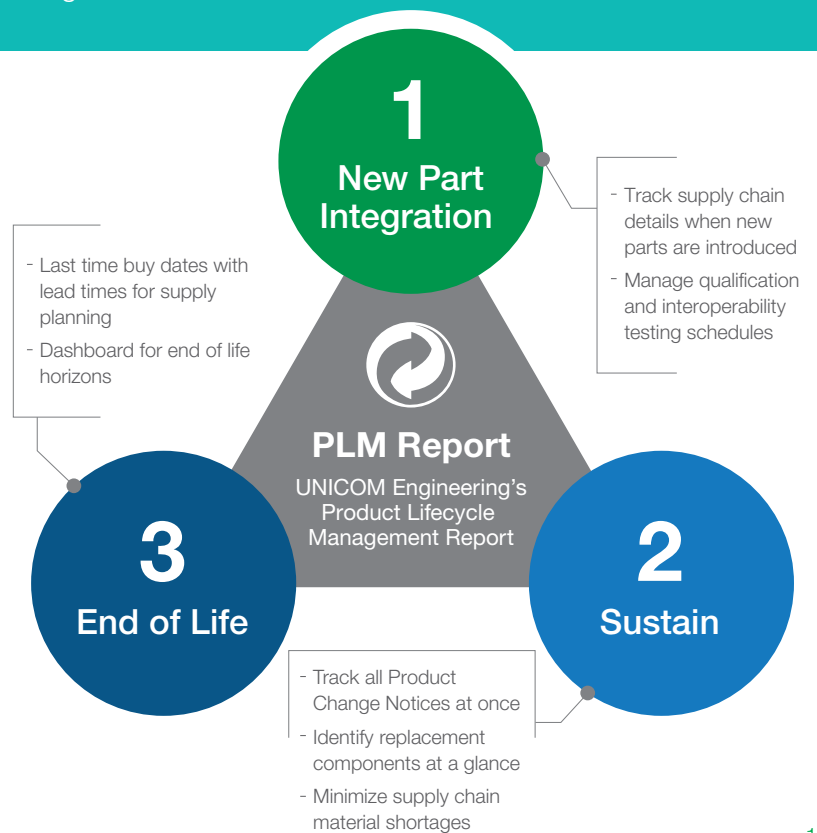 1
New Part
Integration
- Track supply chain
details when new
parts are introduced
- Manage qualification
and interoperability
testing schedules
- Last time buy dates with
lead times for supply
planning
- Dashboard for end of life
horizons
PLM Report
UNICOM Engineering's
Product Lifecycle
Management Report
3
End of Life
2
Sustain
- Track all Product
Change Notices at once
- Identify replacement
components at a glance
- Minimize supply chain
material shortages